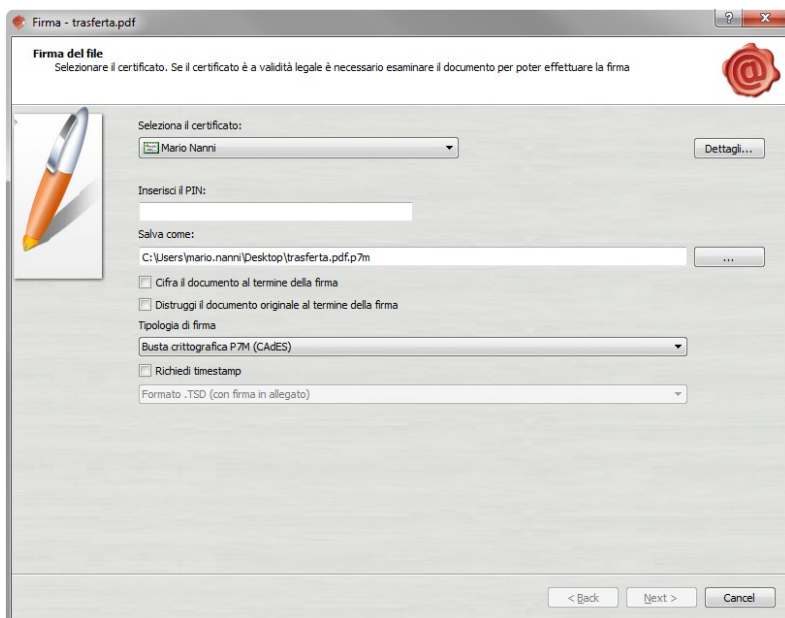 Firma - trasferta.pdf
?
Firma del file
Selezionare il certificato. Se il certificato è a validità legale è necessario esaminare il documento per poter effettuare la firma
@
Seleziona il certificato:
Mario Nanni
Dettagli...
Inserisci il PIN:
Salva come:
C:\Users\mario.nanni\Desktop\trasferta.pdf.p7m
...
Cifra il documento al termine della firma
Distruggi il documento originale al termine della firma
Tipologia di firma
Busta crittografica P7M (CAdES)
Richiedi timestamp
Formato .TSD (con firma in allegato)
< Back Next > Cancel